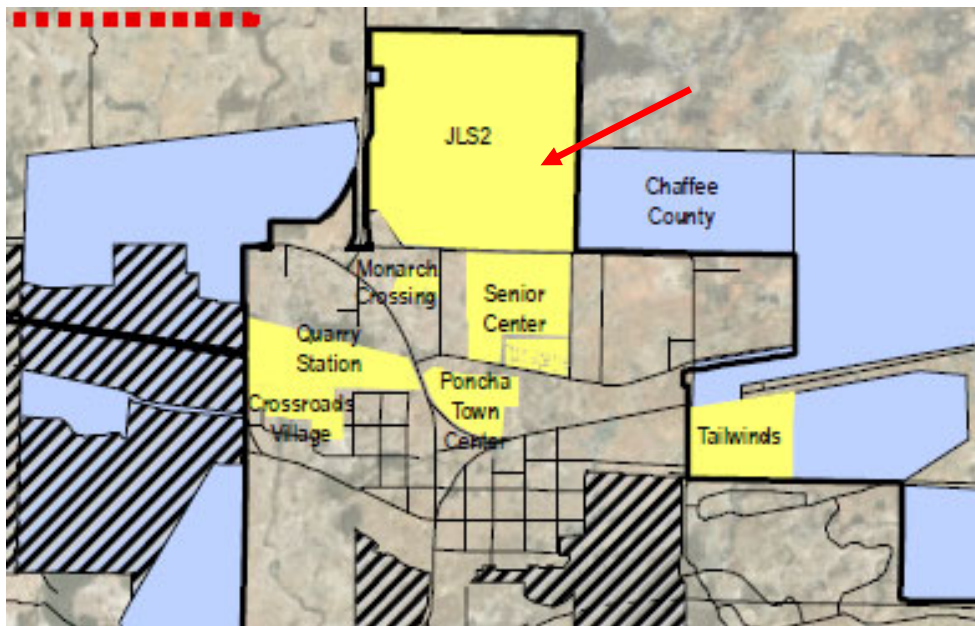 JLS2
Chaffee
County
Monarch
Crossing
Senior
Center
Quarry
Station
Poncha
Town
Center
Crossroads
Village
Tailwinds